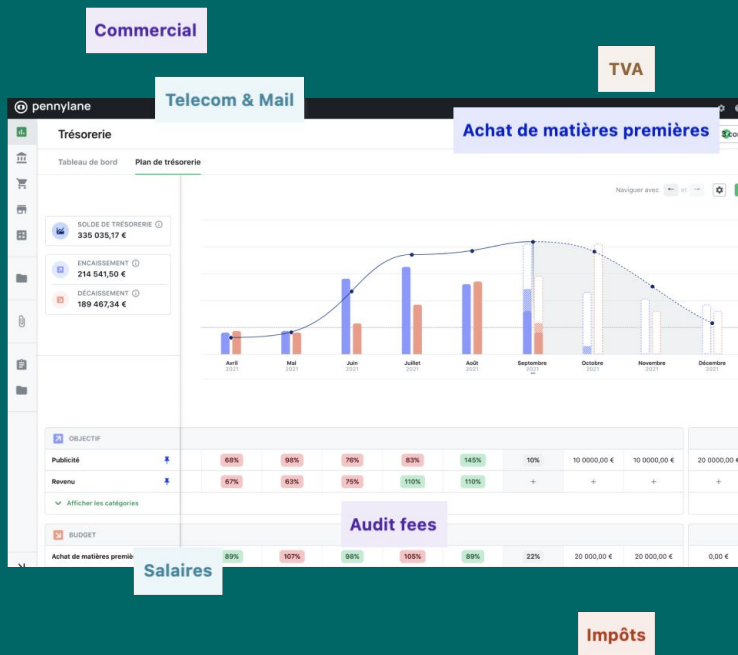 Commercial
TVA
Telecom & Mail
pennylane
Achat de matières premières
Trésorerie
Tableau de bord
Plan de trésorerie
Naviguer avec ← et →
SOLDE DE TRÉSORERIE
335 035,17 €
ENCAISSEMENT
214 541,50 €
DÉCAISSEMENT
189 467,34 €
Avril Mai Juin Juillet Août Septembre Octobre Novembre Décembre
2021 2021 2021 2021 2021 2021 2021 2021 2021
OBJECTIF
Publicité 68% 98% 76% 83% 145% 10% 10 0000,00 € 10 0000,00 € 20 0000,00 €
Revenu 67% 63% 75% 110% 110% + + + +
Afficher les catégories
Audit fees
BUDGET
Achat de matières premiè 89% 107% 98% 105% 89% 22% 20 000,00 € 20 000,00 € 0,00 €
Salaires
Impôts